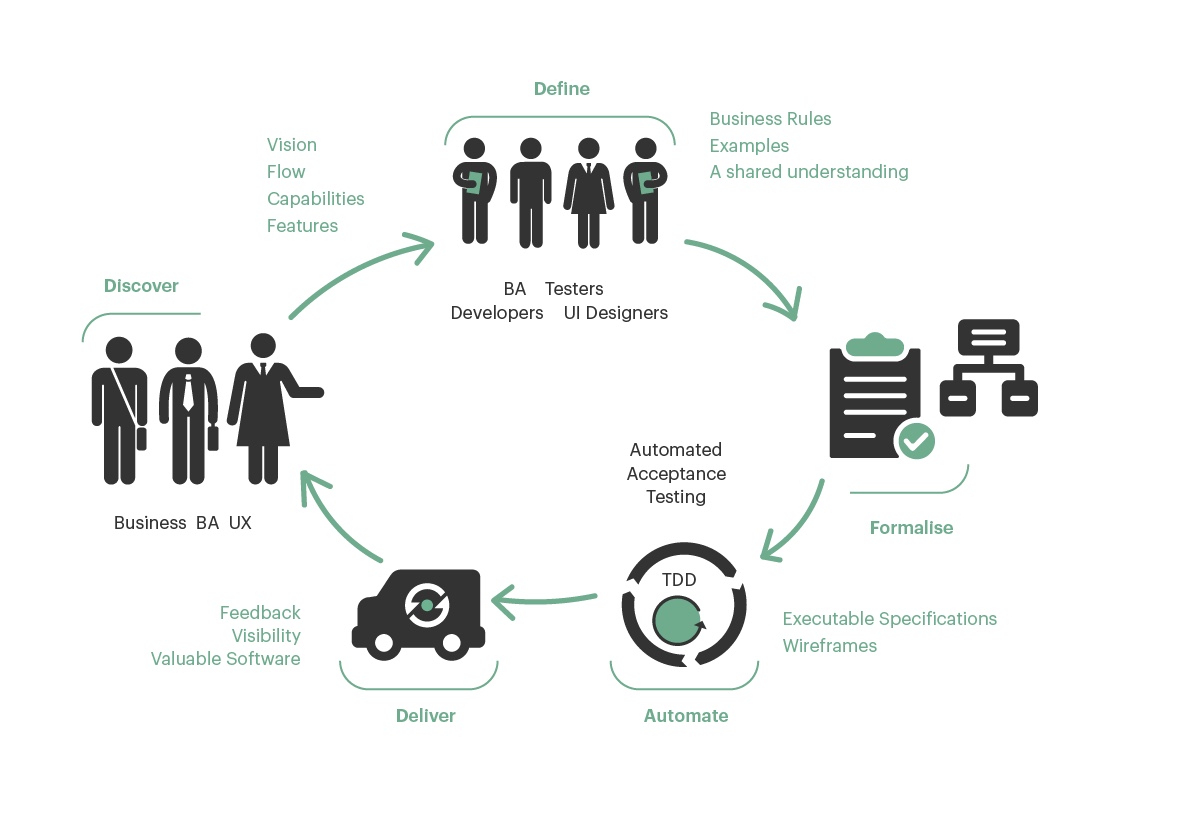 Define
Business Rules
Examples
A shared understanding
Vision
Flow
Capabilities
Features
Discover
BA Testers
Developers UI Designers
Business BA UX
Automated
Acceptance
Testing
Formalise
TDD
Executable Specifications
Wireframes
Feedback
Visibility
Valuable Software
Deliver
Automate